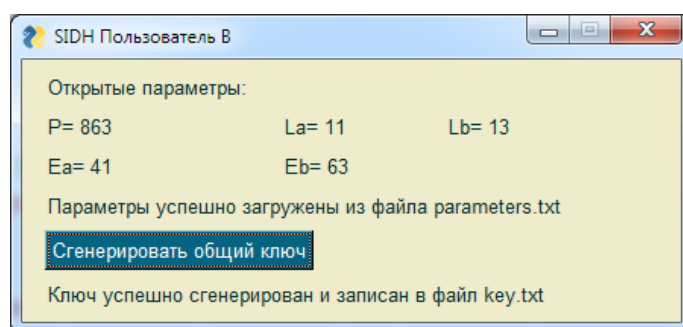 SIDH Пользователь B
Открытые параметры:
P= 863 La= 11 Lb= 13
Ea= 41 Eb= 63
Параметры успешно загружены из файла parameters.txt
Сгенерировать общий ключ
Ключ успешно сгенерирован и записан в файл key.txt